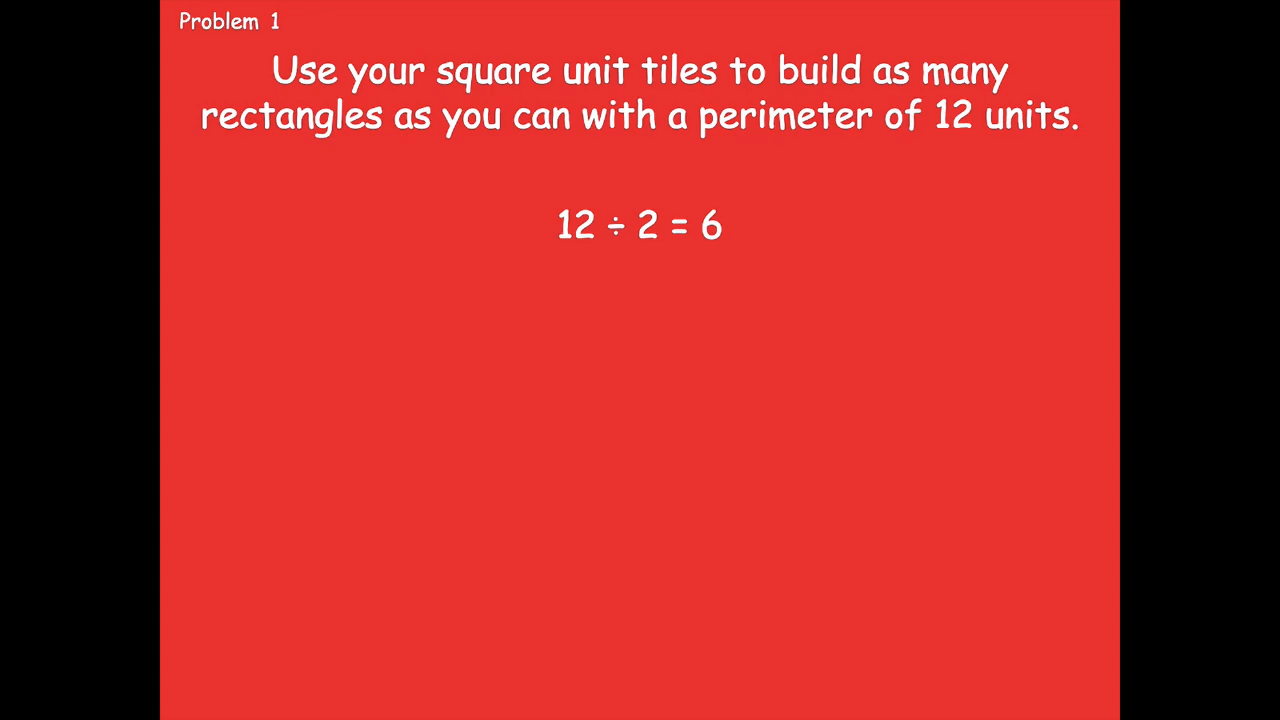 Problem 1
Use your square unit tiles to build as many
rectangles as you can with a perimeter of 12 units.
12 ÷ 2 = 6